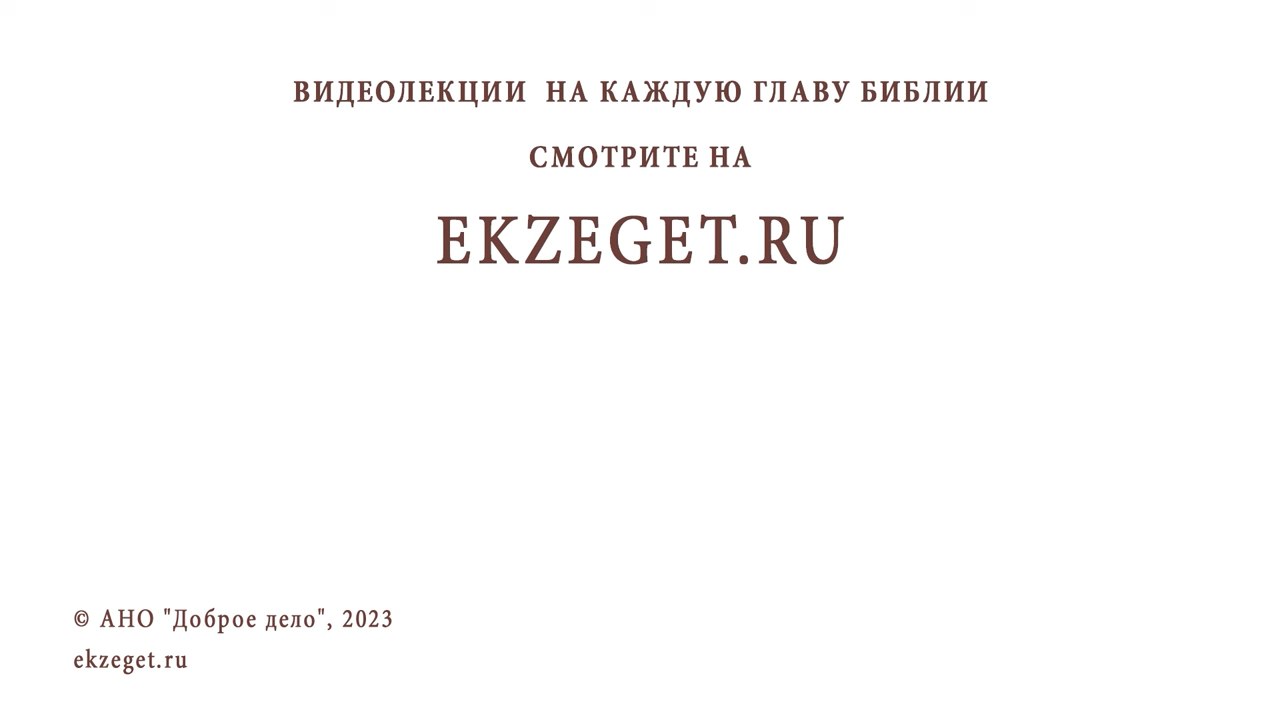 ВИДЕОЛЕКЦИИ НА КАЖДУЮ ГЛАВУ БИБЛИИ
СМОТРИТЕ НА
EKZEGET.RU
© АНО "Доброе дело", 2023
ekzeget.ru